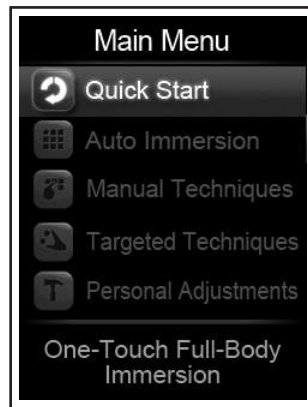 Main Menu
Quick Start
Auto Immersion
Manual Techniques
Targeted Techniques
Personal Adjustments
One-Touch Full-Body
Immersion